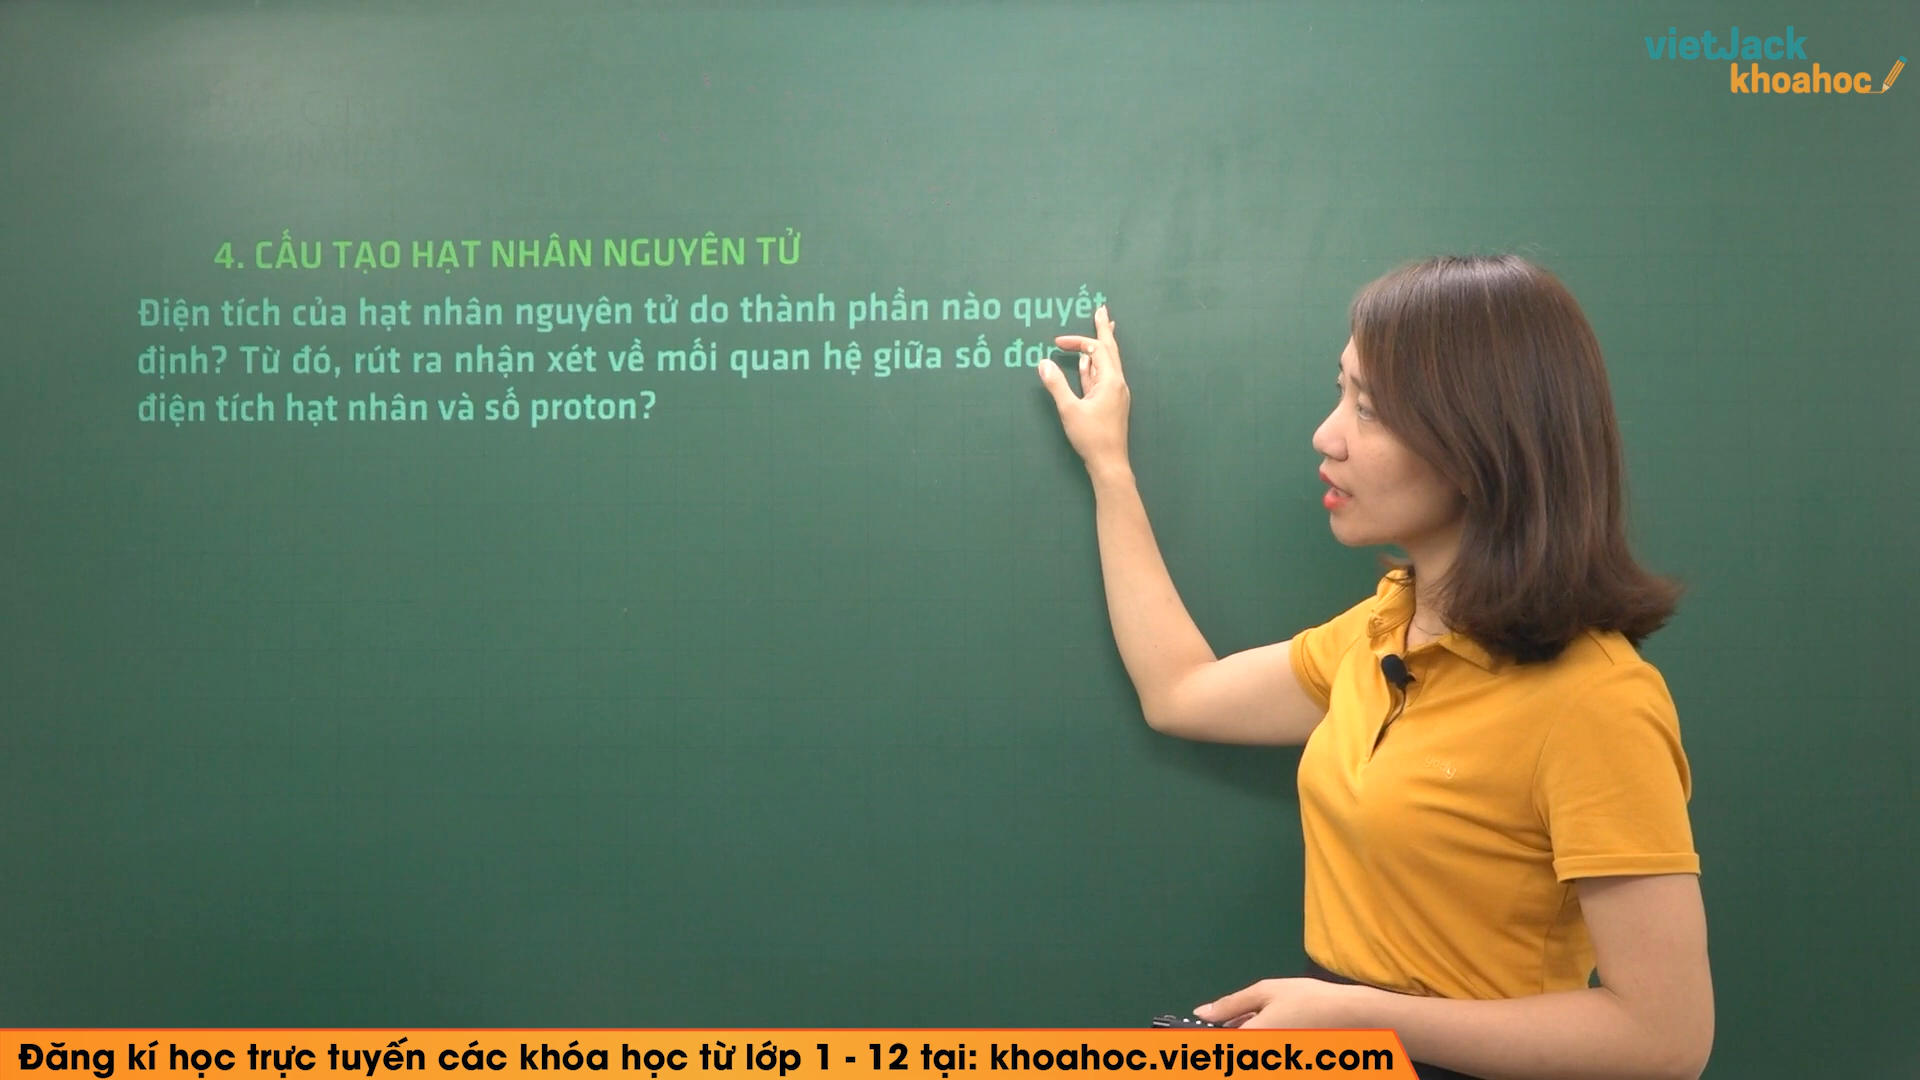 vietJack
khoahoc
4. CẤU TẠO HẠT NHÂN NGUYÊN TỬ
Điện tích của hạt nhân nguyên tử do thành phần nào quyết
định? Từ đó, rút ra nhận xét về mối quan hệ giữa số đơn
điện tích hạt nhân và số proton?
yody
Đăng kí học trực tuyến các khóa học từ lớp 1 - 12 tại: khoahoc.vietjack.com